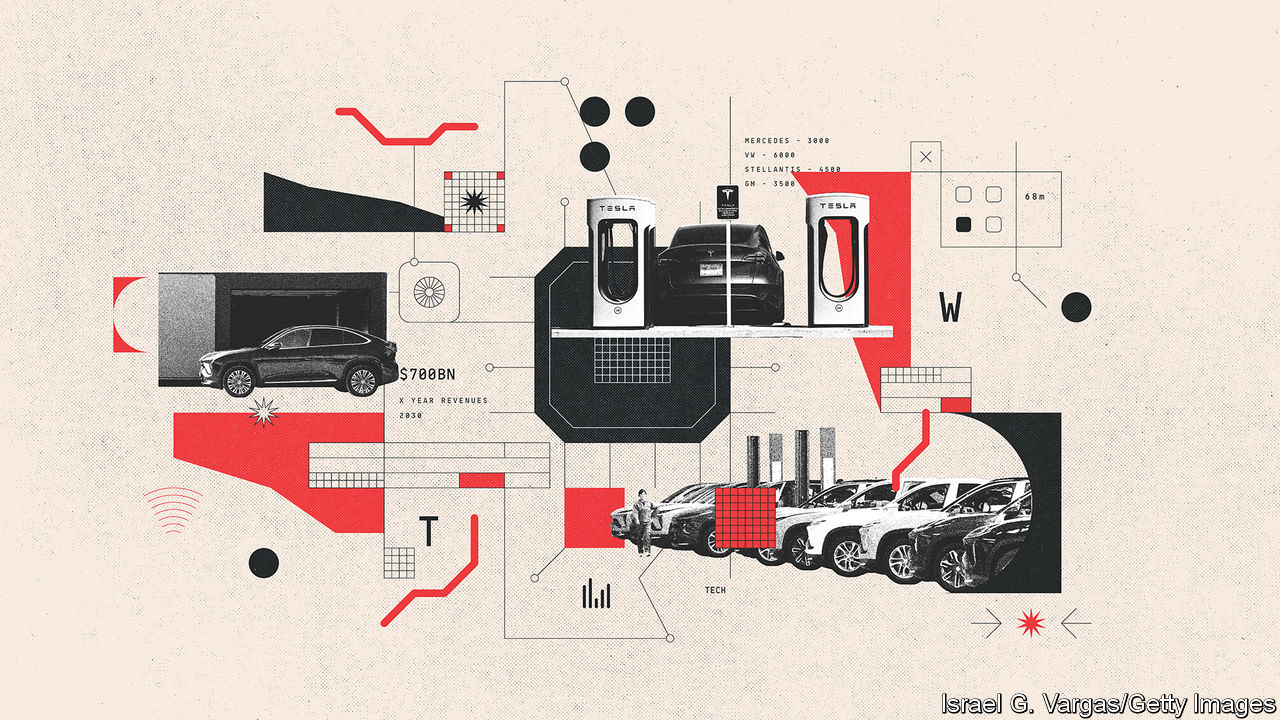 MERCEDES - 3000
VW - 6000
STELLANTIS - 4500
GM - 3500
68m
TESLA
TESLA
TESLA
W
$700BN
X YEAR REVENUES
2030
T
TECH
Israel G. Vargas/Getty Images